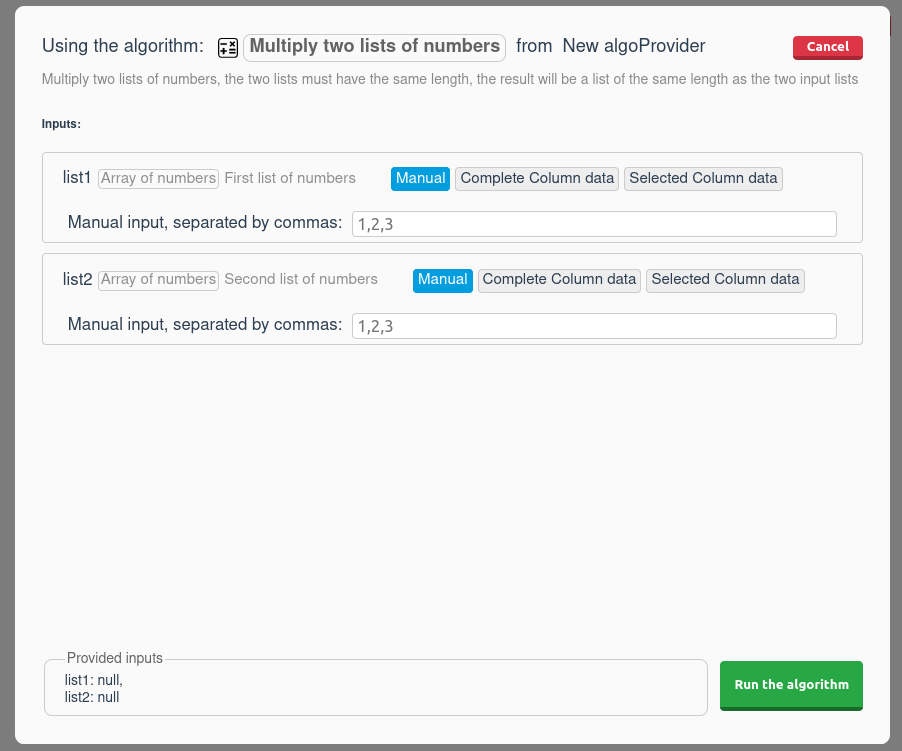 Using the algorithm: Multiply two lists of numbers from New algoProvider Cancel
Multiply two lists of numbers, the two lists must have the same length, the result will be a list of the same length as the two input lists
Inputs:
list1 Array of numbers First list of numbers Manual Complete Column data Selected Column data
Manual input, separated by commas: 1,2,3
list2 Array of numbers Second list of numbers Manual Complete Column data Selected Column data
Manual input, separated by commas: 1,2,3
Provided inputs
list1: null,
list2: null
Run the algorithm